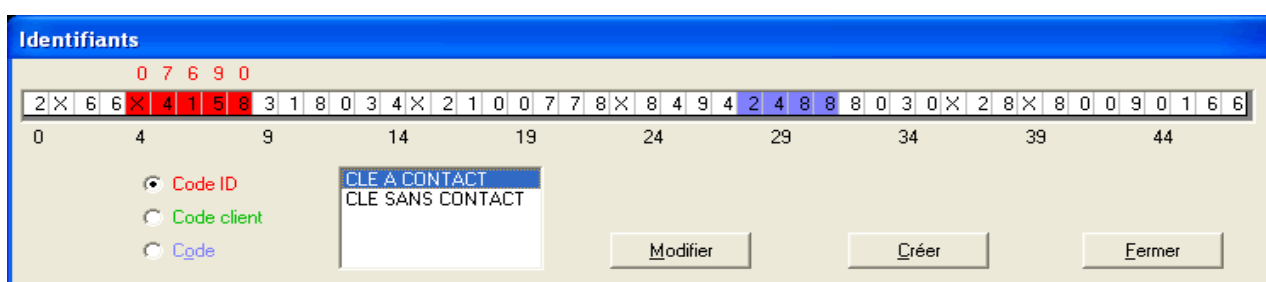 Identifiants
0 7 6 9 0
2 X 6 6 X 4 1 5 8 3 1 8 0 3 4 X 2 1 0 0 7 7 8 X 8 4 9 4 2 4 8 8 8 0 3 0 X 2 8 X 8 0 0 9 0 1 6 6
0 4 9 14 19 24 29 34 39 44
Code ID
Code client
Code
CLE A CONTACT
CLE SANS CONTACT
Modifier
Créer
Fermer